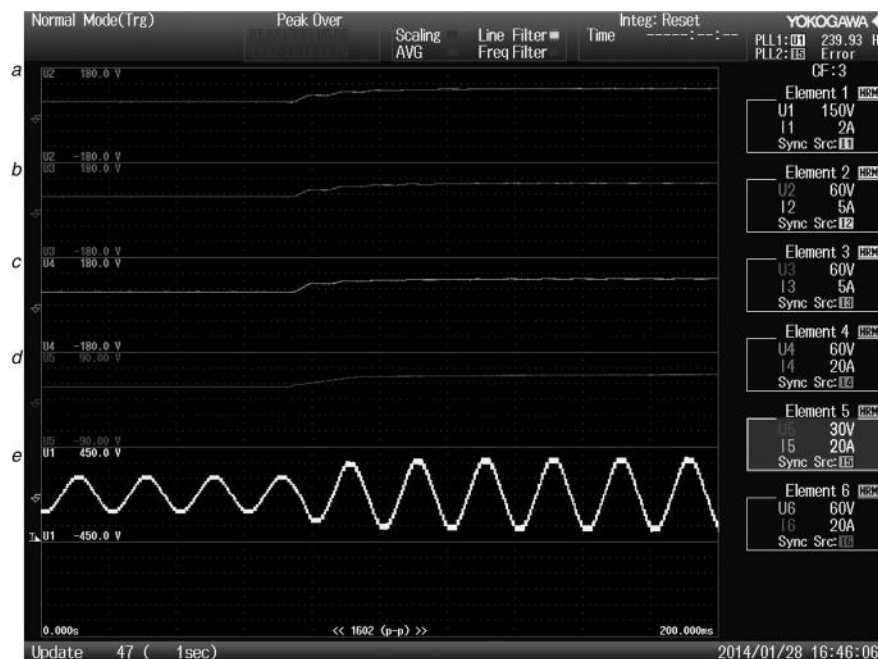 Normal Mode(Trg) Peak Over Integ: Reset YOKOGAWA
Scaling Line Filter Time -----:--:-- PLL1:U1 239.93 H
AVG Freq Filter PLL2:I5 Error
CF:3
a
U2 180.0 V
U2 -180.0 V
b
U3 180.0 V
U3 -180.0 V
c
U4 180.0 V
U4 -180.0 V
d
U5 90.00 V
U5 -90.00 V
e
U1 450.0 V
U1 -450.0 V
0.000s << 1602 (p-p) >> 200.000ms
Element 1 HRM
U1 150V
I1 2A
Sync Src:I1
Element 2 HRM
U2 60V
I2 5A
Sync Src:I2
Element 3 HRM
U3 60V
I3 5A
Sync Src:I3
Element 4 HRM
U4 60V
I4 20A
Sync Src:I4
Element 5 HRM
U5 30V
I5 20A
Sync Src:I5
Element 6 HRM
U6 60V
I6 20A
Sync Src:I6
Update 47 ( 1sec) 2014/01/28 16:46:06